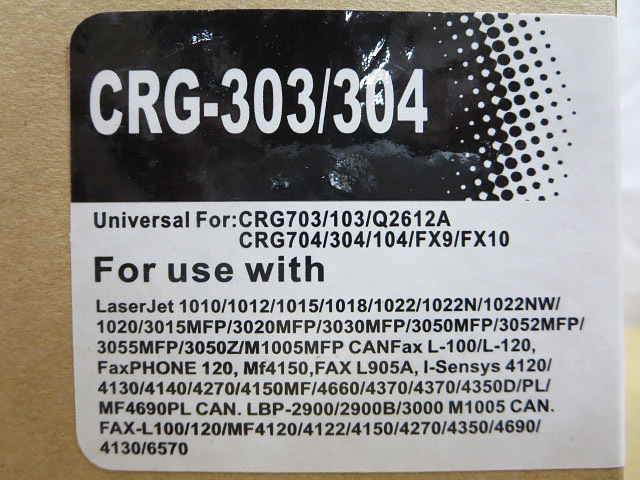 CRG-303/304
Universal For:CRG703/103/Q2612A
CRG704/304/104/FX9/FX10
For use with
LaserJet 1010/1012/1015/1018/1022/1022N/1022NW/
1020/3015MFP/3020MFP/3030MFP/3050MFP/3052MFP/
3055MFP/3050Z/M1005MFP CANFax L-100/L-120,
FaxPHONE 120, Mf4150,FAX L905A, I-Sensys 4120/
4130/4140/4270/4150MF/4660/4370/4370/4350D/PL/
MF4690PL CAN. LBP-2900/2900B/3000 M1005 CAN.
FAX-L100/120/MF4120/4122/4150/4270/4350/4690/
4130/6570